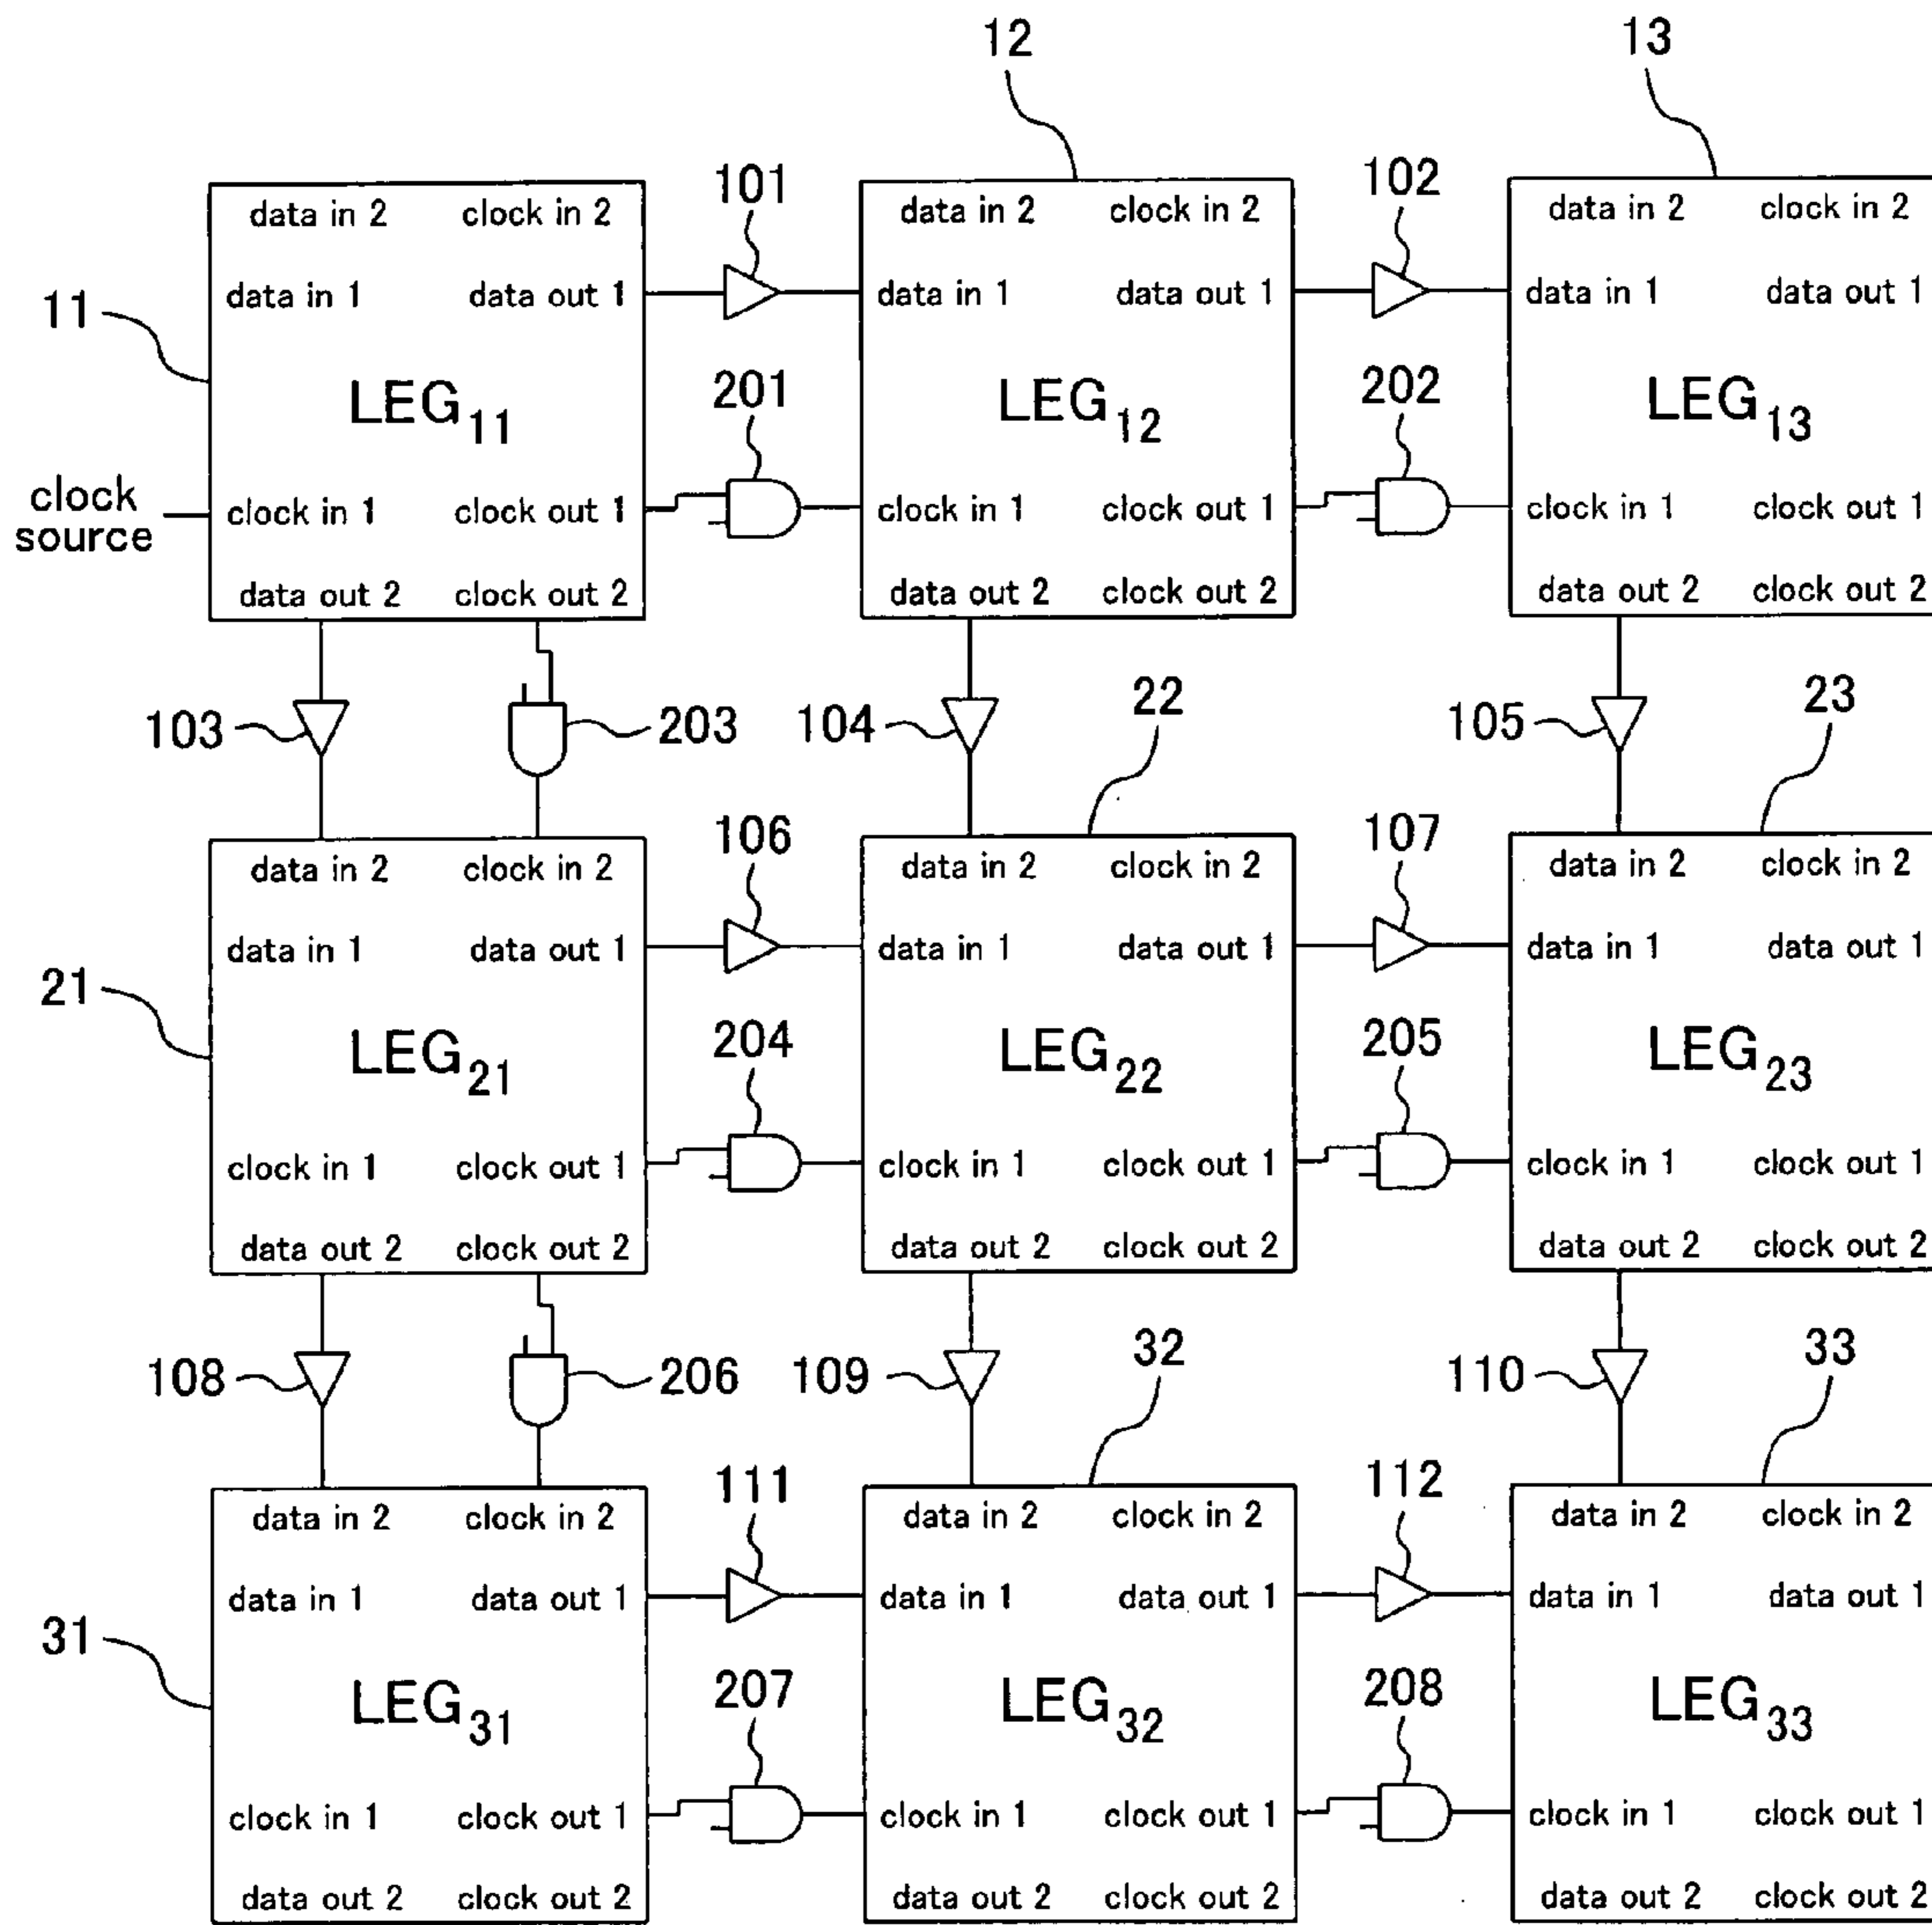 12
13
101
102
data in 2 clock in 2
data in 2 clock in 2
data in 2 clock in 2
11
data in 1 data out 1
data in 1 data out 1
data in 1 data out 1
201
202
LEG11
LEG12
LEG13
clock
source
clock in 1 clock out 1
clock in 1 clock out 1
clock in 1 clock out 1
data out 2 clock out 2
data out 2 clock out 2
data out 2 clock out 2
103
203
104
22
105
23
106
107
data in 2 clock in 2
data in 2 clock in 2
data in 2 clock in 2
data in 1 data out 1
data in 1 data out 1
data in 1 data out 1
21
204
205
LEG21
LEG22
LEG23
clock in 1 clock out 1
clock in 1 clock out 1
clock in 1 clock out 1
data out 2 clock out 2
data out 2 clock out 2
data out 2 clock out 2
108
206
109
32
110
33
111
112
data in 2 clock in 2
data in 2 clock in 2
data in 2 clock in 2
data in 1 data out 1
data in 1 data out 1
data in 1 data out 1
31
207
208
LEG31
LEG32
LEG33
clock in 1 clock out 1
clock in 1 clock out 1
clock in 1 clock out 1
data out 2 clock out 2
data out 2 clock out 2
data out 2 clock out 2